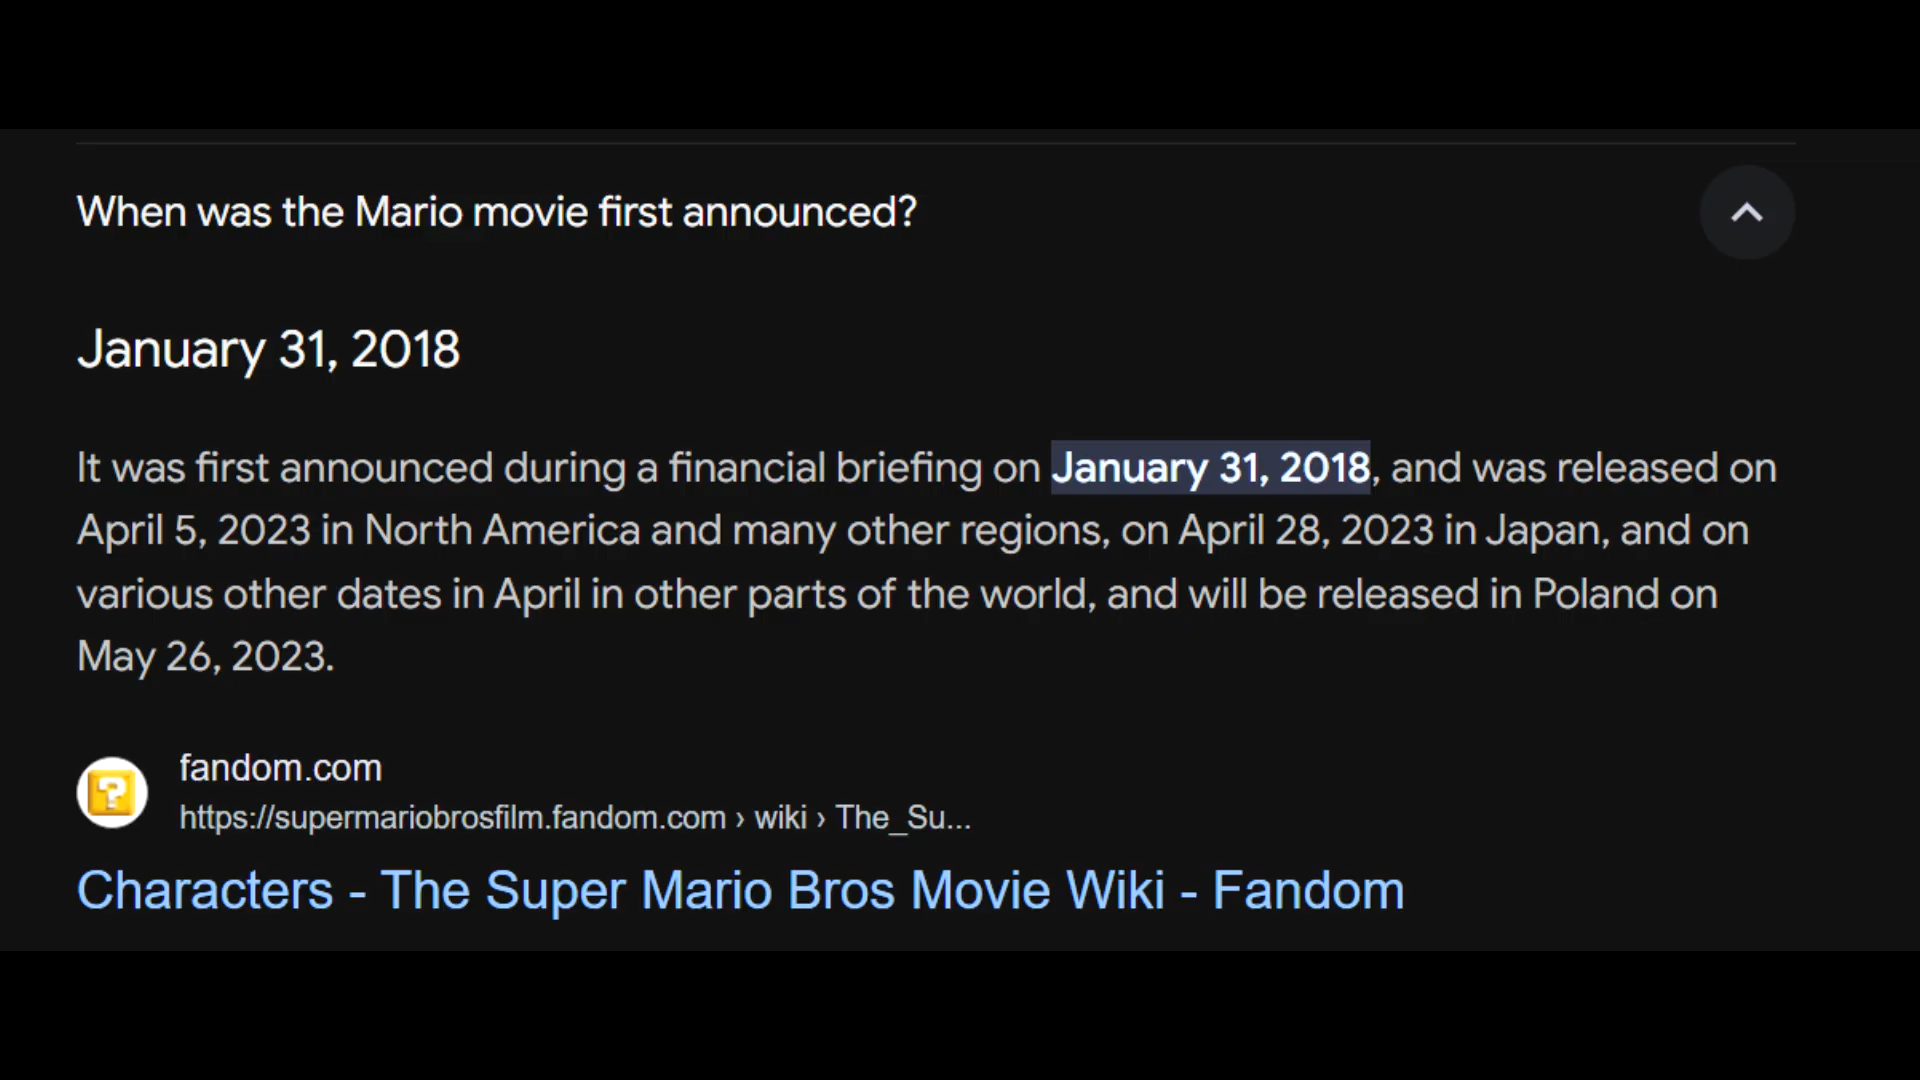 When was the Mario movie first announced?
January 31, 2018
It was first announced during a financial briefing on January 31, 2018, and was released on
April 5, 2023 in North America and many other regions, on April 28, 2023 in Japan, and on
various other dates in April in other parts of the world, and will be released in Poland on
May 26, 2023.
fandom.com
https://supermariobrosfilm.fandom.com › wiki › The_Su...
Characters - The Super Mario Bros Movie Wiki - Fandom